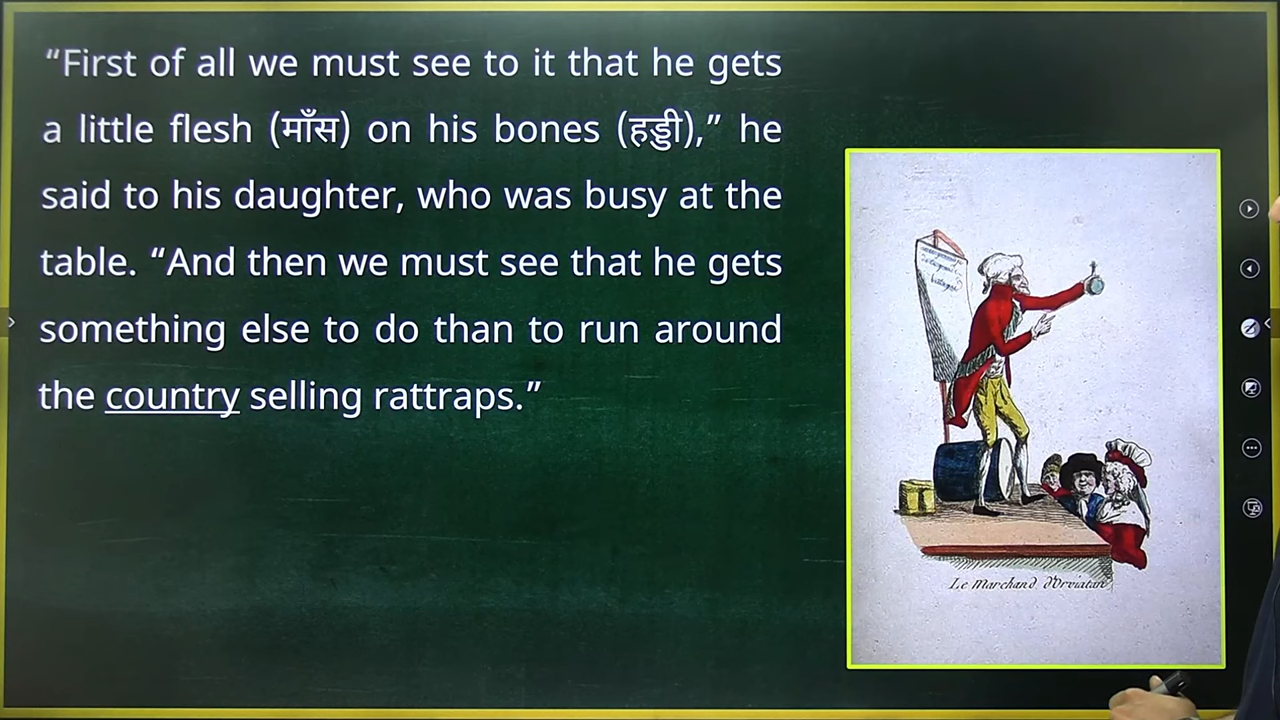 “First of all we must see to it that he gets
a little flesh (माँस) on his bones (हड्डी),” he
said to his daughter, who was busy at the
table. “And then we must see that he gets
something else to do than to run around
the country selling rattraps.”
Le Marchand d'Orviatan